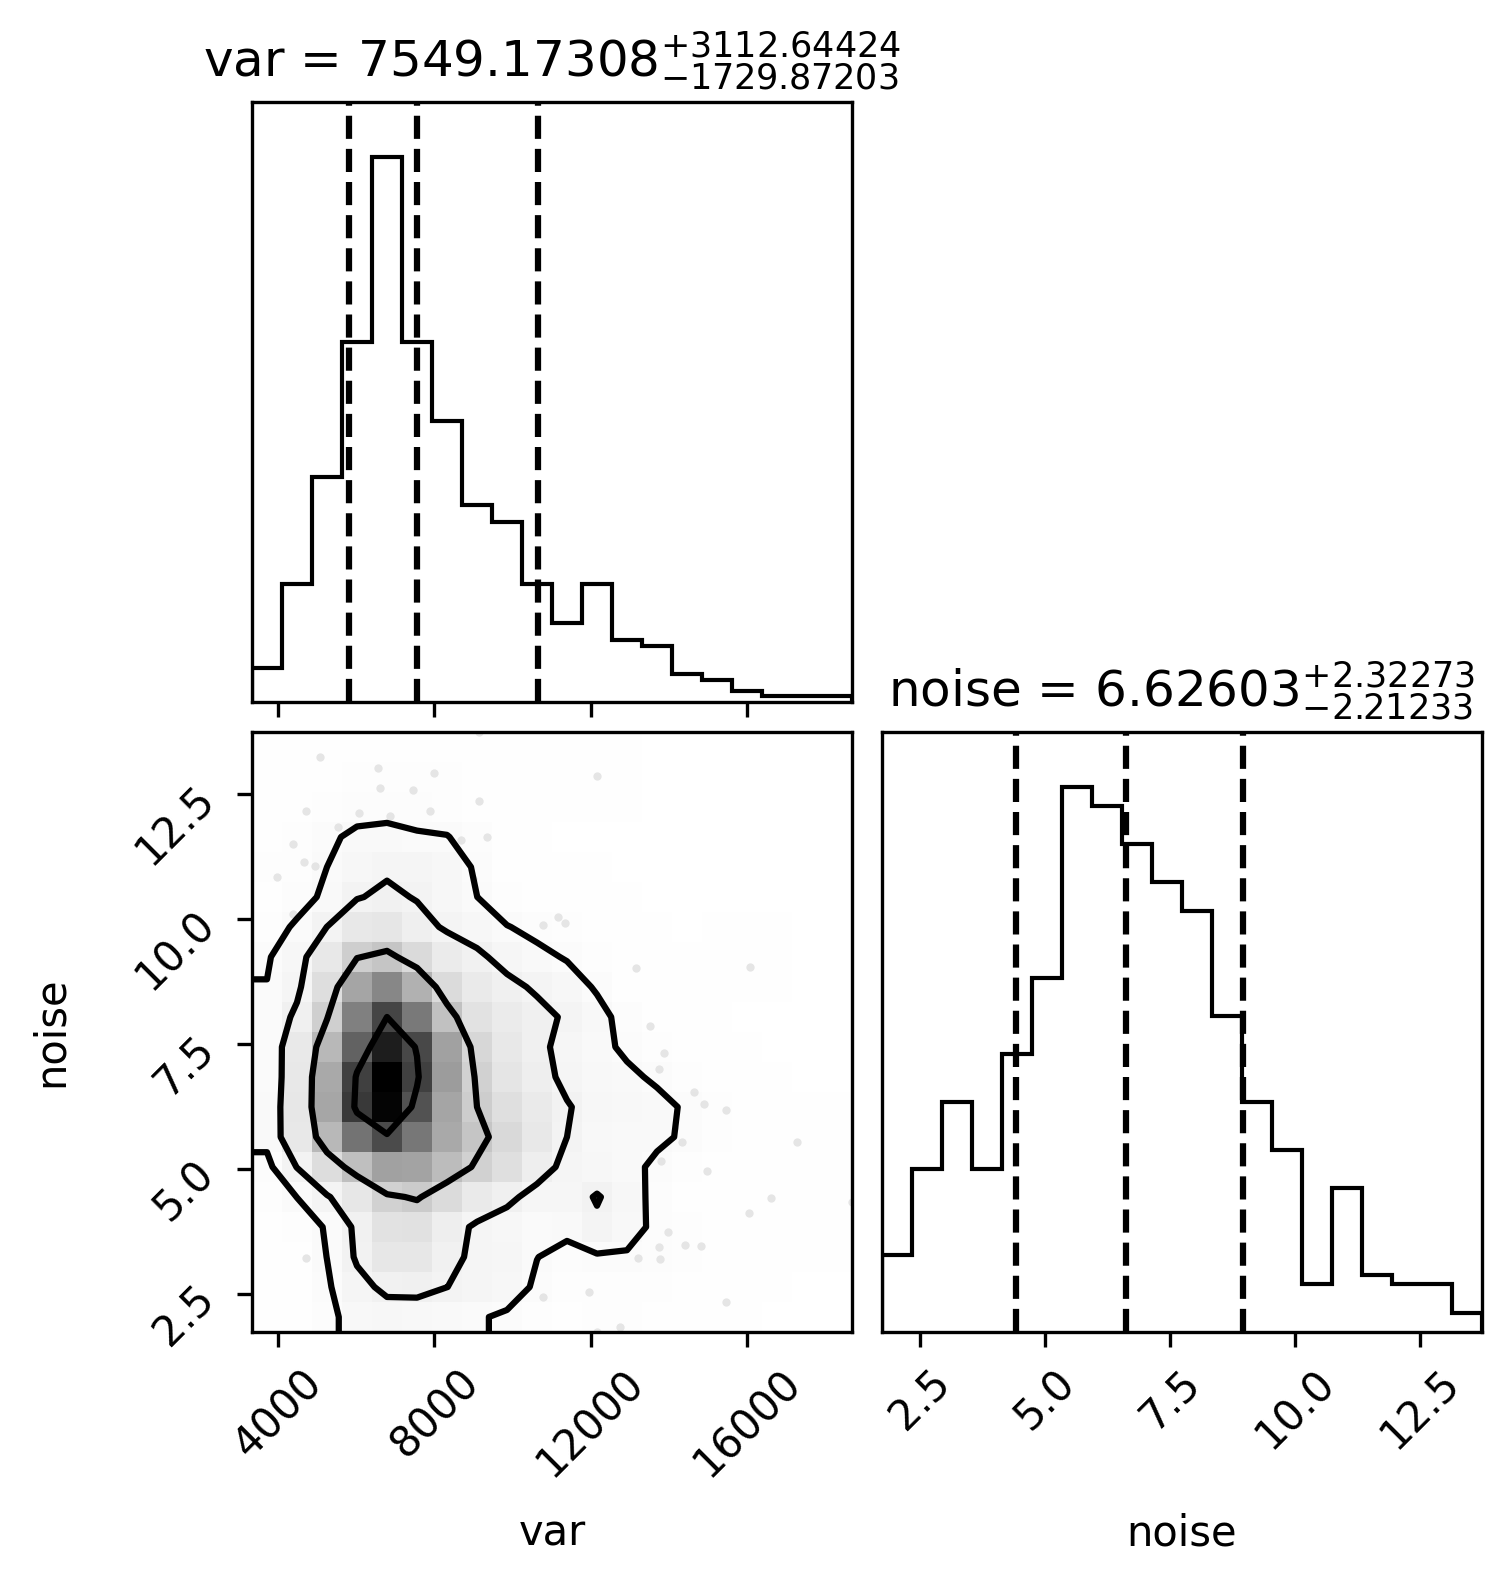 var = 7549.17308+3112.64424−1729.87203
noise = 6.62603+2.32273−2.21233
12.5
10.0
7.5
5.0
2.5
noise
4000 8000 12000 16000
2.5 5.0 7.5 10.0 12.5
var
noise